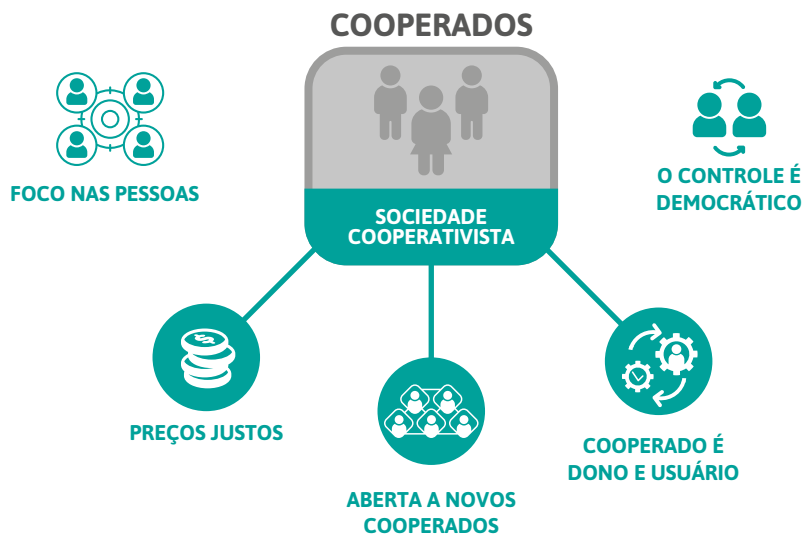 COOPERADOS
FOCO NAS PESSOAS
O CONTROLE É
DEMOCRÁTICO
SOCIEDADE
COOPERATIVISTA
PREÇOS JUSTOS
ABERTA A NOVOS
COOPERADOS
COOPERADO É
DONO E USUÁRIO